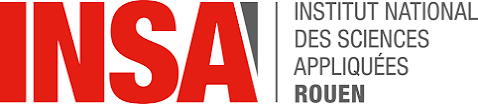 INSA
INSTITUT NATIONAL
DES SCIENCES
APPLIQUÉES
ROUEN